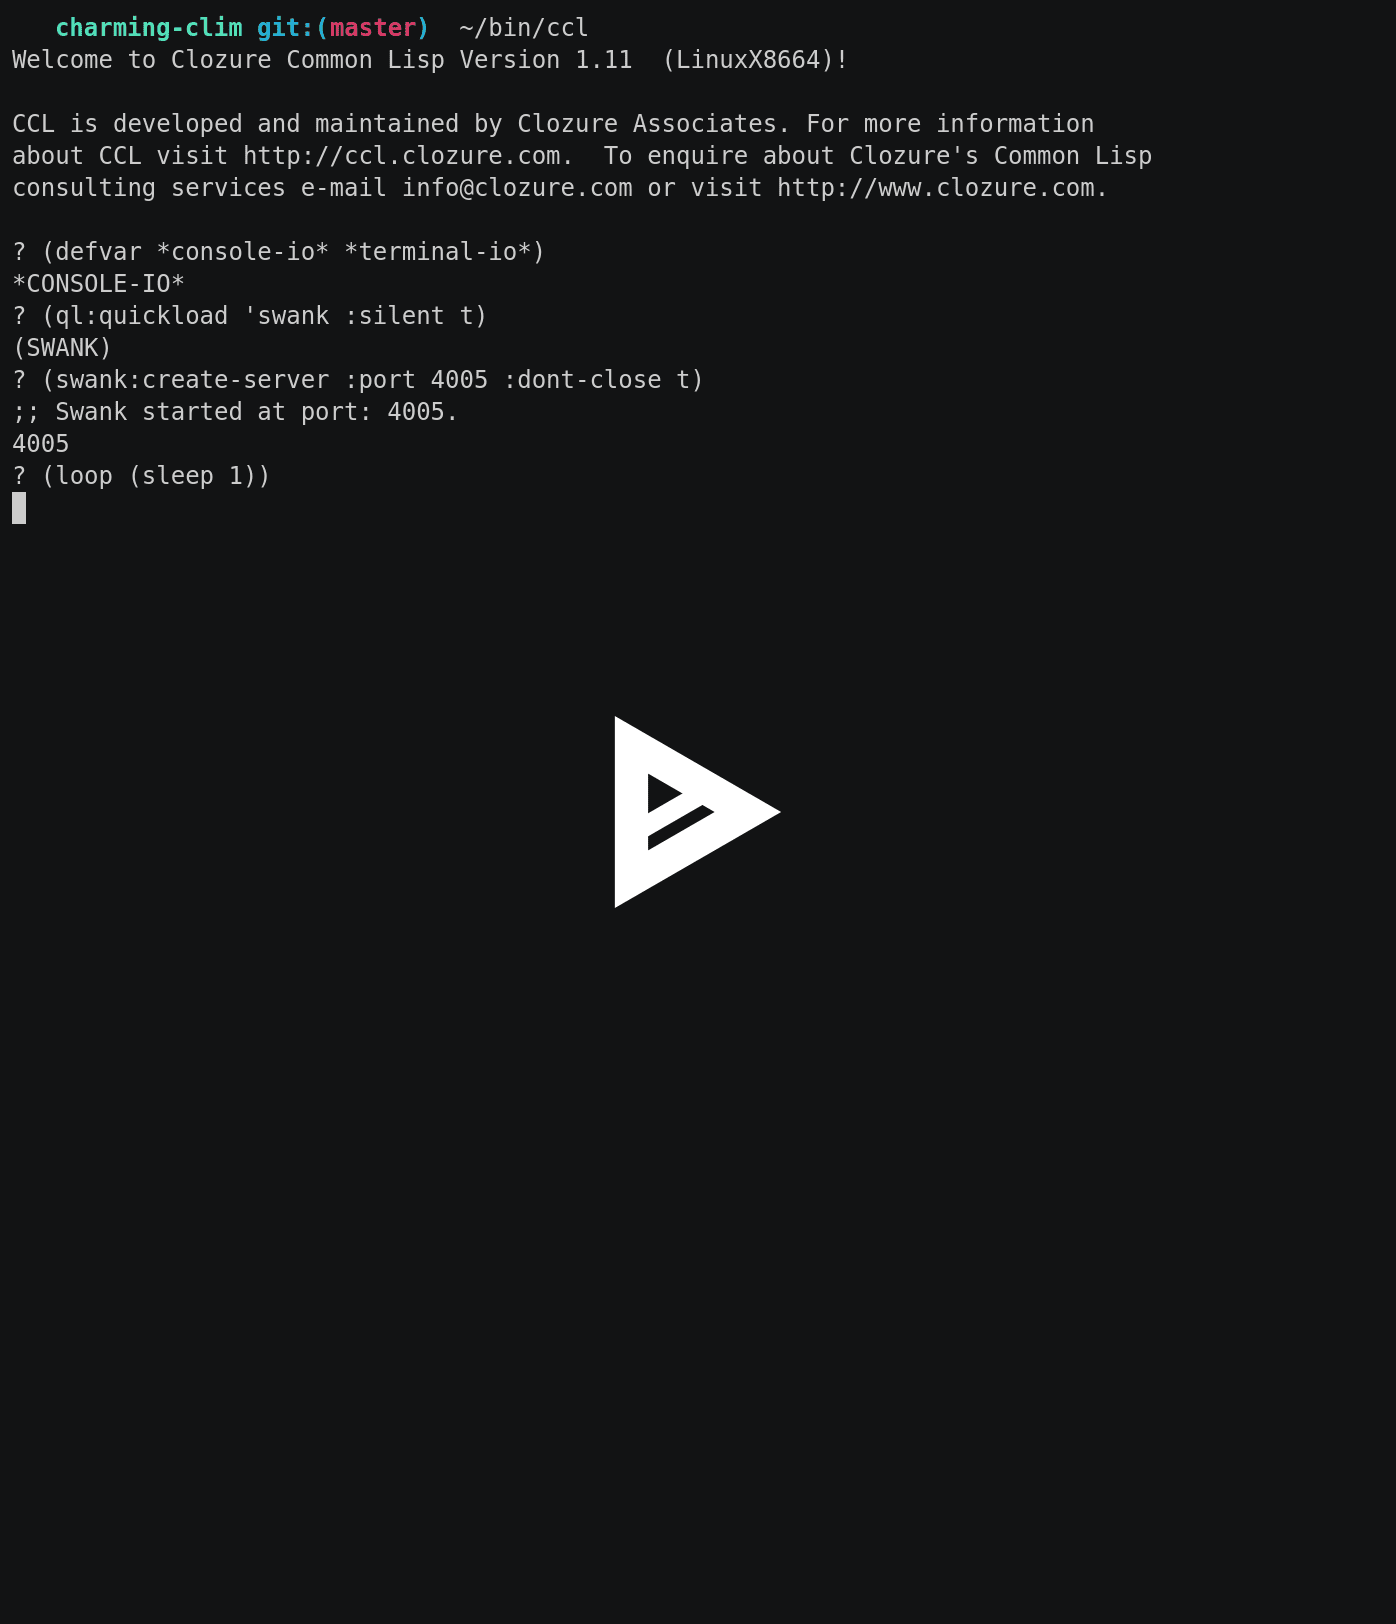 charming-clim git:(master)  ~/bin/ccl
Welcome to Clozure Common Lisp Version 1.11  (LinuxX8664)!
CCL is developed and maintained by Clozure Associates. For more information
about CCL visit http://ccl.clozure.com.  To enquire about Clozure's Common Lisp
consulting services e-mail info@clozure.com or visit http://www.clozure.com.
? (defvar *console-io* *terminal-io*)
*CONSOLE-IO*
? (ql:quickload 'swank :silent t)
(SWANK)
? (swank:create-server :port 4005 :dont-close t)
;; Swank started at port: 4005.
4005
? (loop (sleep 1))